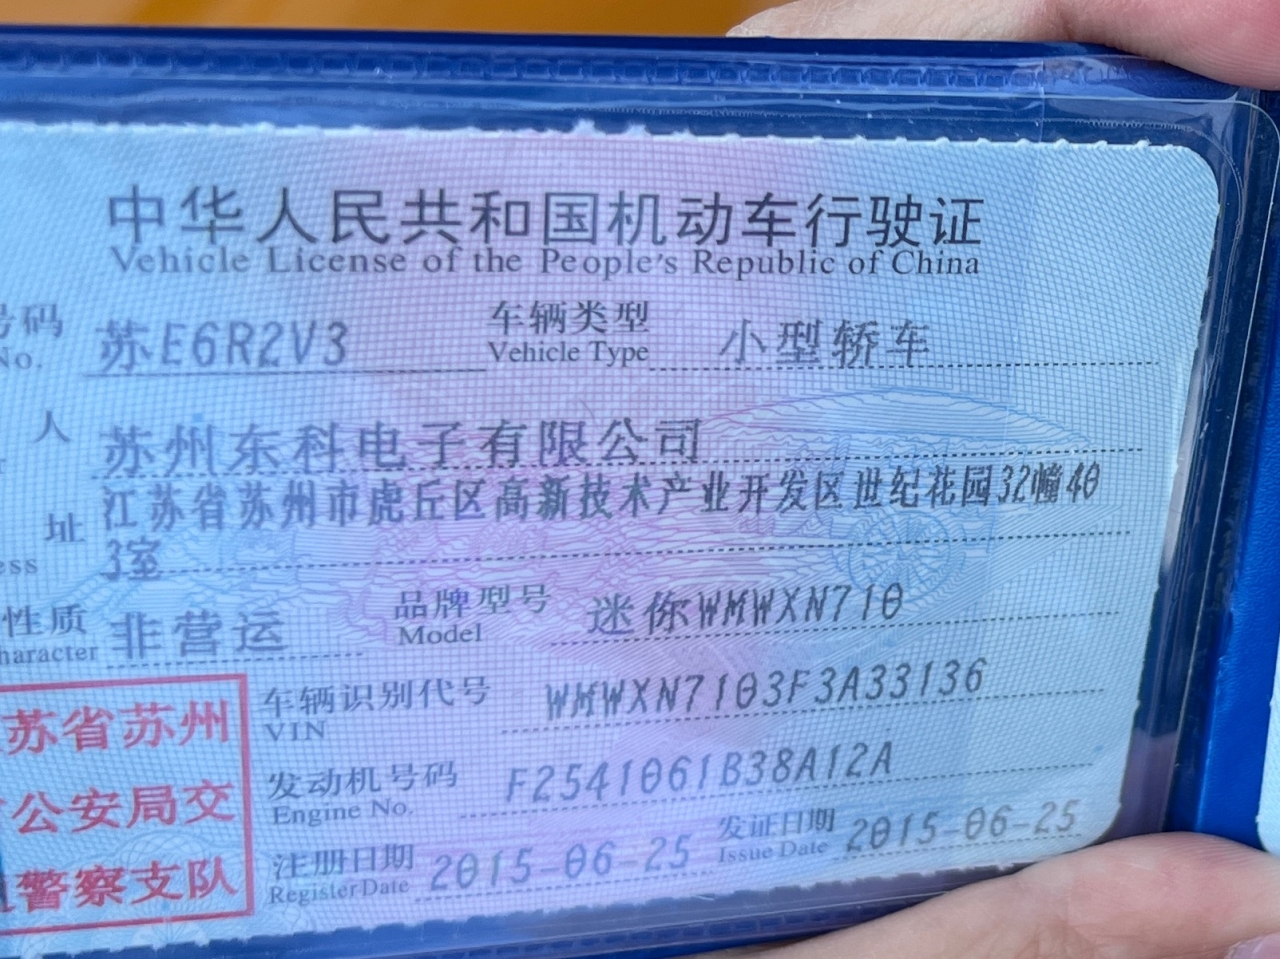 中华人民共和国机动车行驶证
Vehicle License of the People's Republic of China
号码 苏E6R2V3 车辆类型 小型轿车
No. Vehicle Type
人 苏州东科电子有限公司
址 江苏省苏州市虎丘区高新技术产业开发区世纪花园32幢40
ess 3室
性质 非营运 品牌型号 迷你WMWXN710
haracter Model
苏省苏州 车辆识别代号 WMWXN7103F3A33136
VIN
公安局交 发动机号码 F2541061B38A12A
Engine No.
警察支队 注册日期 2015-06-25 发证日期 2015-06-25
Register Date Issue Date